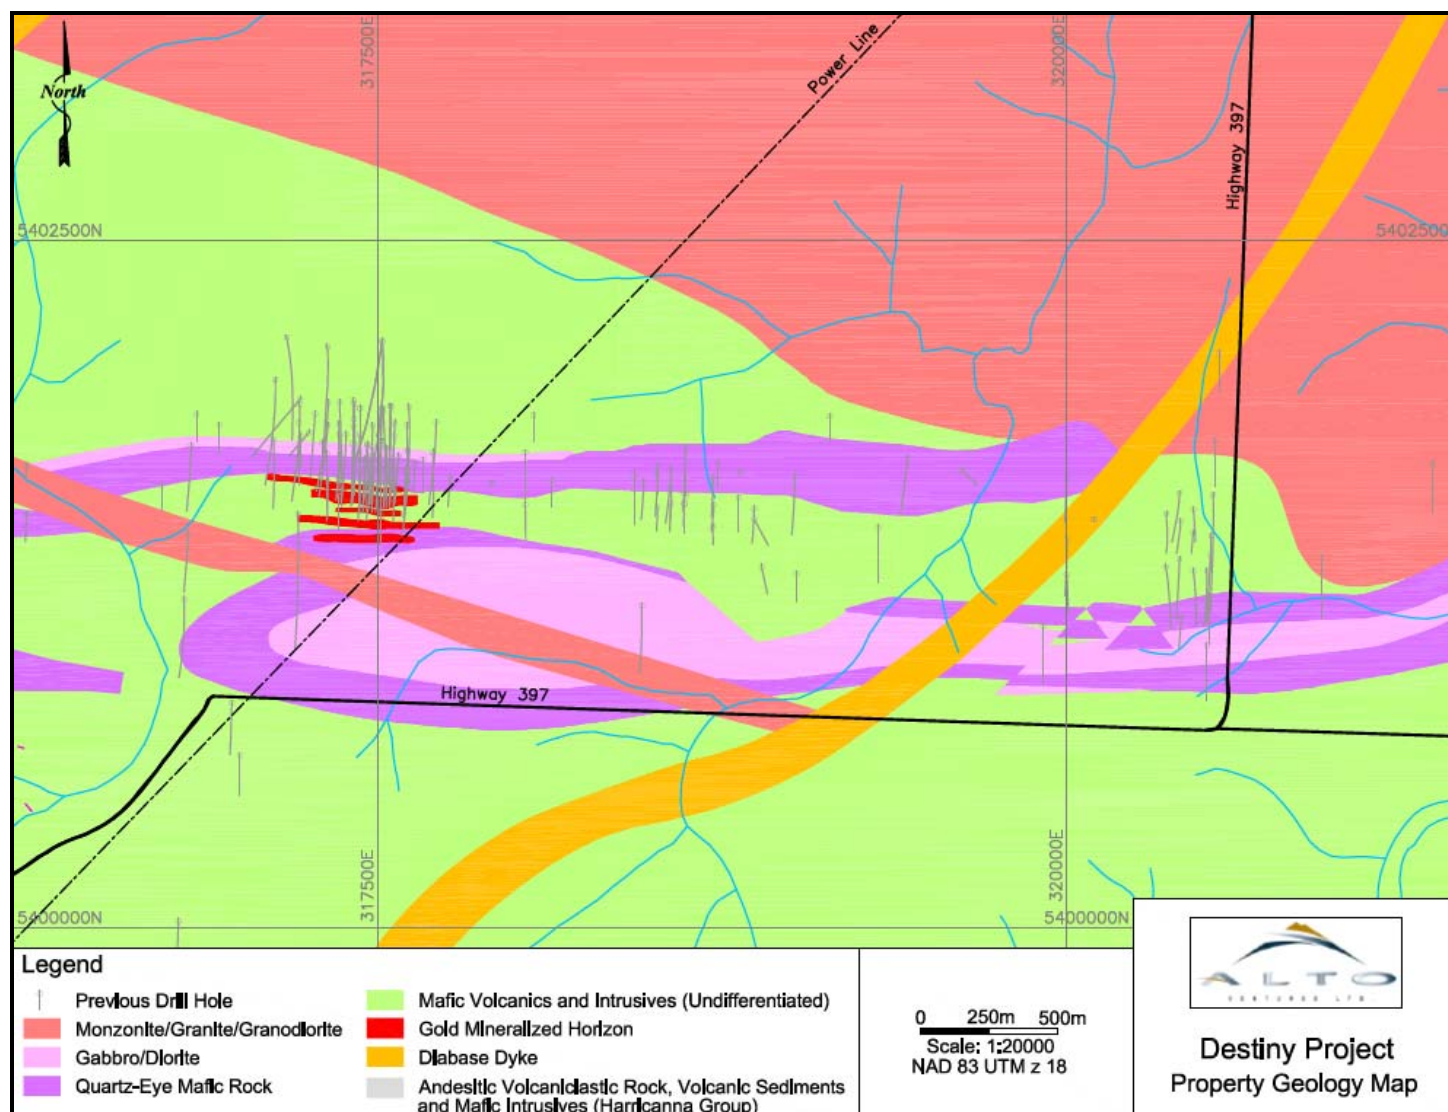 317500E
Power Line
320000E
North
Highway 397
5402500N
5402500N
Highway 397
317500E
320000E
5400000N
5400000N
Legend
Previous Drill Hole
Monzonite/Granite/Granodiorite
Gabbro/Diorite
Quartz-Eye Mafic Rock
Mafic Volcanics and Intrusives (Undifferentiated)
Gold Mineralized Horizon
Diabase Dyke
Andesitic Volcaniclastic Rock, Volcanic Sediments
and Mafic Intrusives (Harricanna Group)
0 250m 500m
Scale: 1:20000
NAD 83 UTM z 18
ALTO
VENTURES LTD.
Destiny Project
Property Geology Map